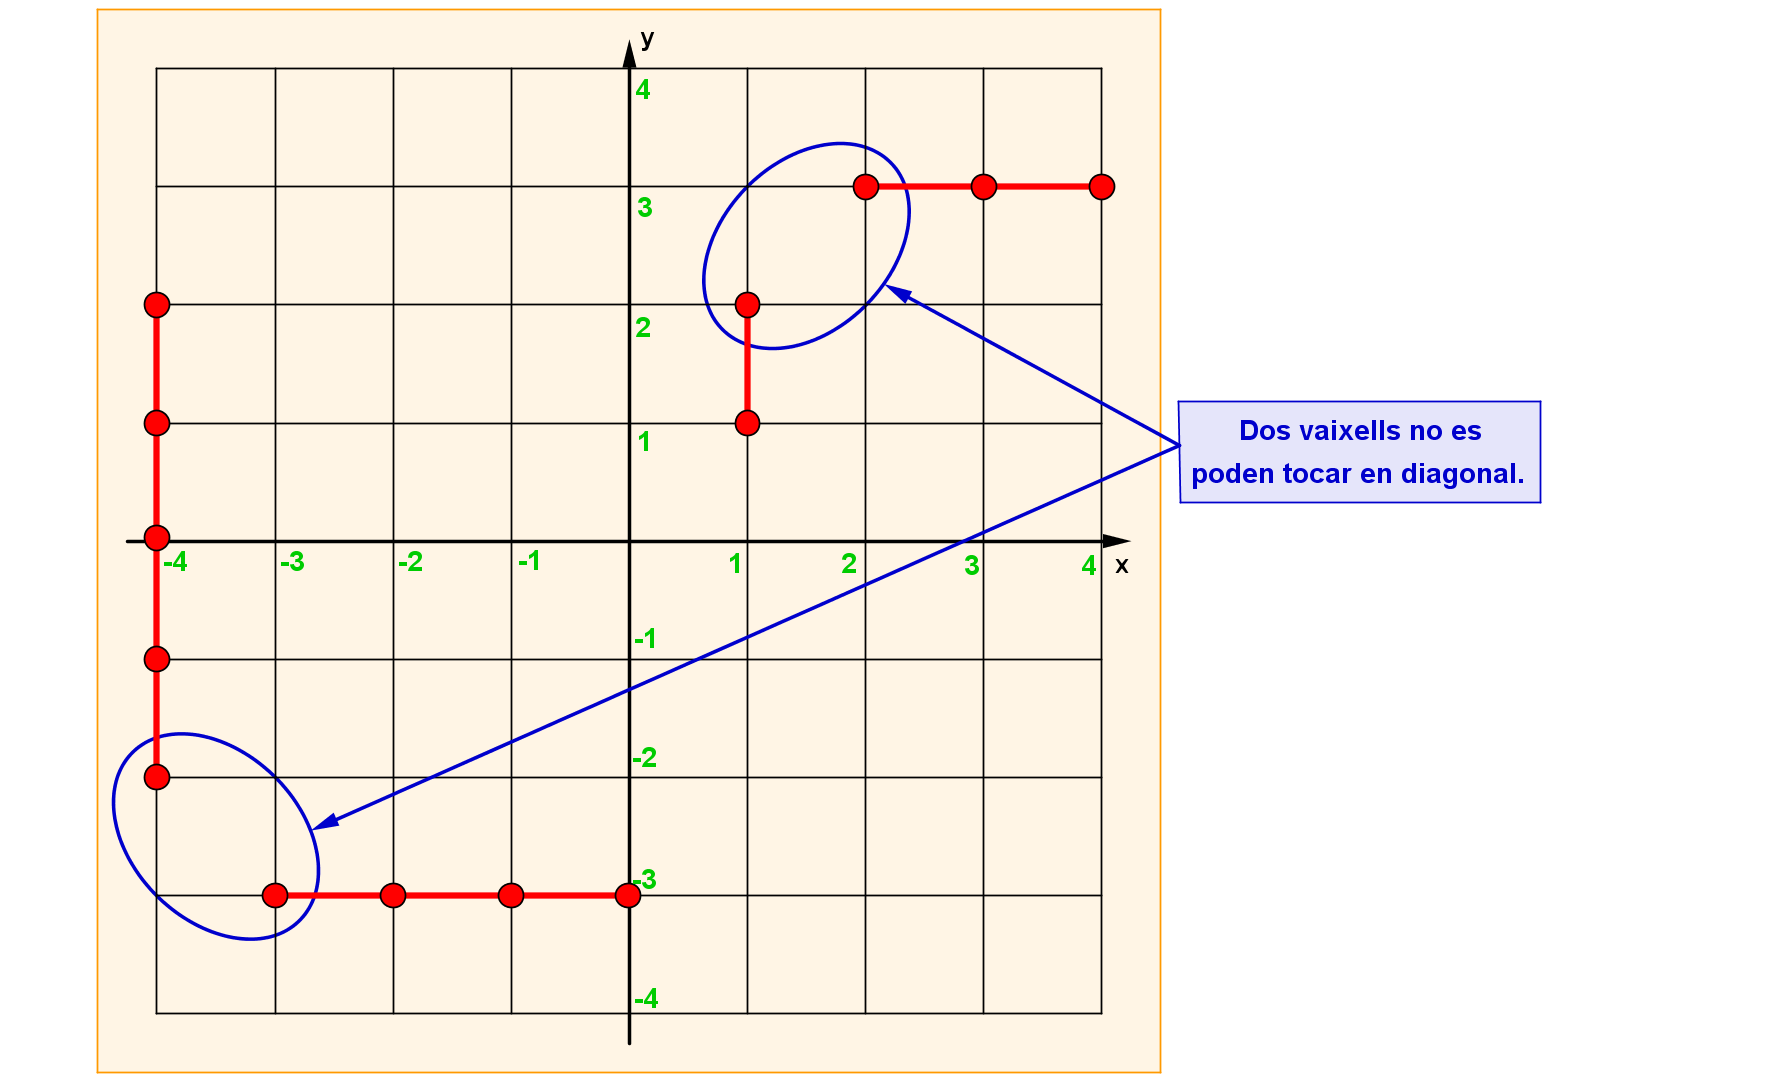 y
4
3
2
1
Dos vaixells no es
poden tocar en diagonal.
-4 -3 -2 -1 1 2 3 4 x
-1
-2
-3
-4